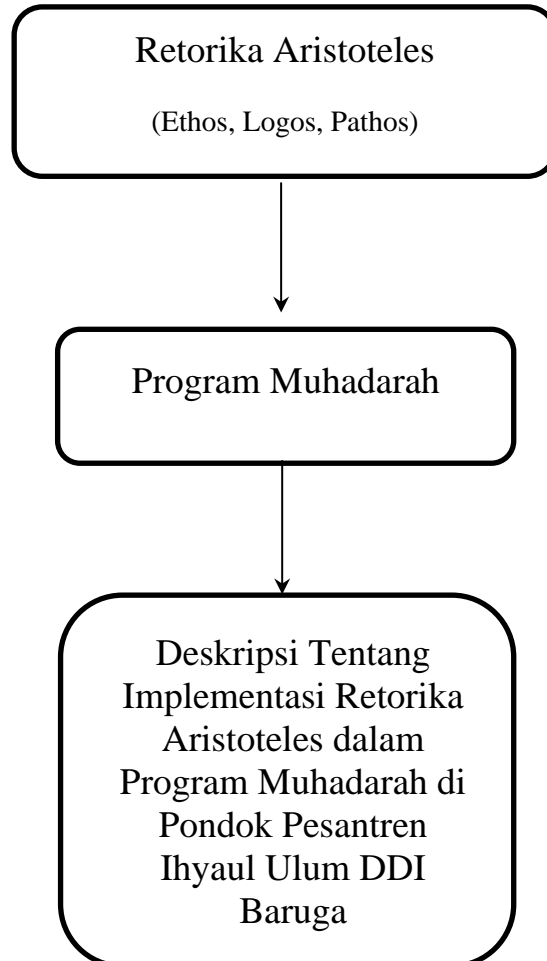 Retorika Aristoteles
(Ethos, Logos, Pathos)
Program Muhadarah
Deskripsi Tentang
Implementasi Retorika
Aristoteles dalam
Program Muhadarah di
Pondok Pesantren
Ihyaul Ulum DDI
Baruga